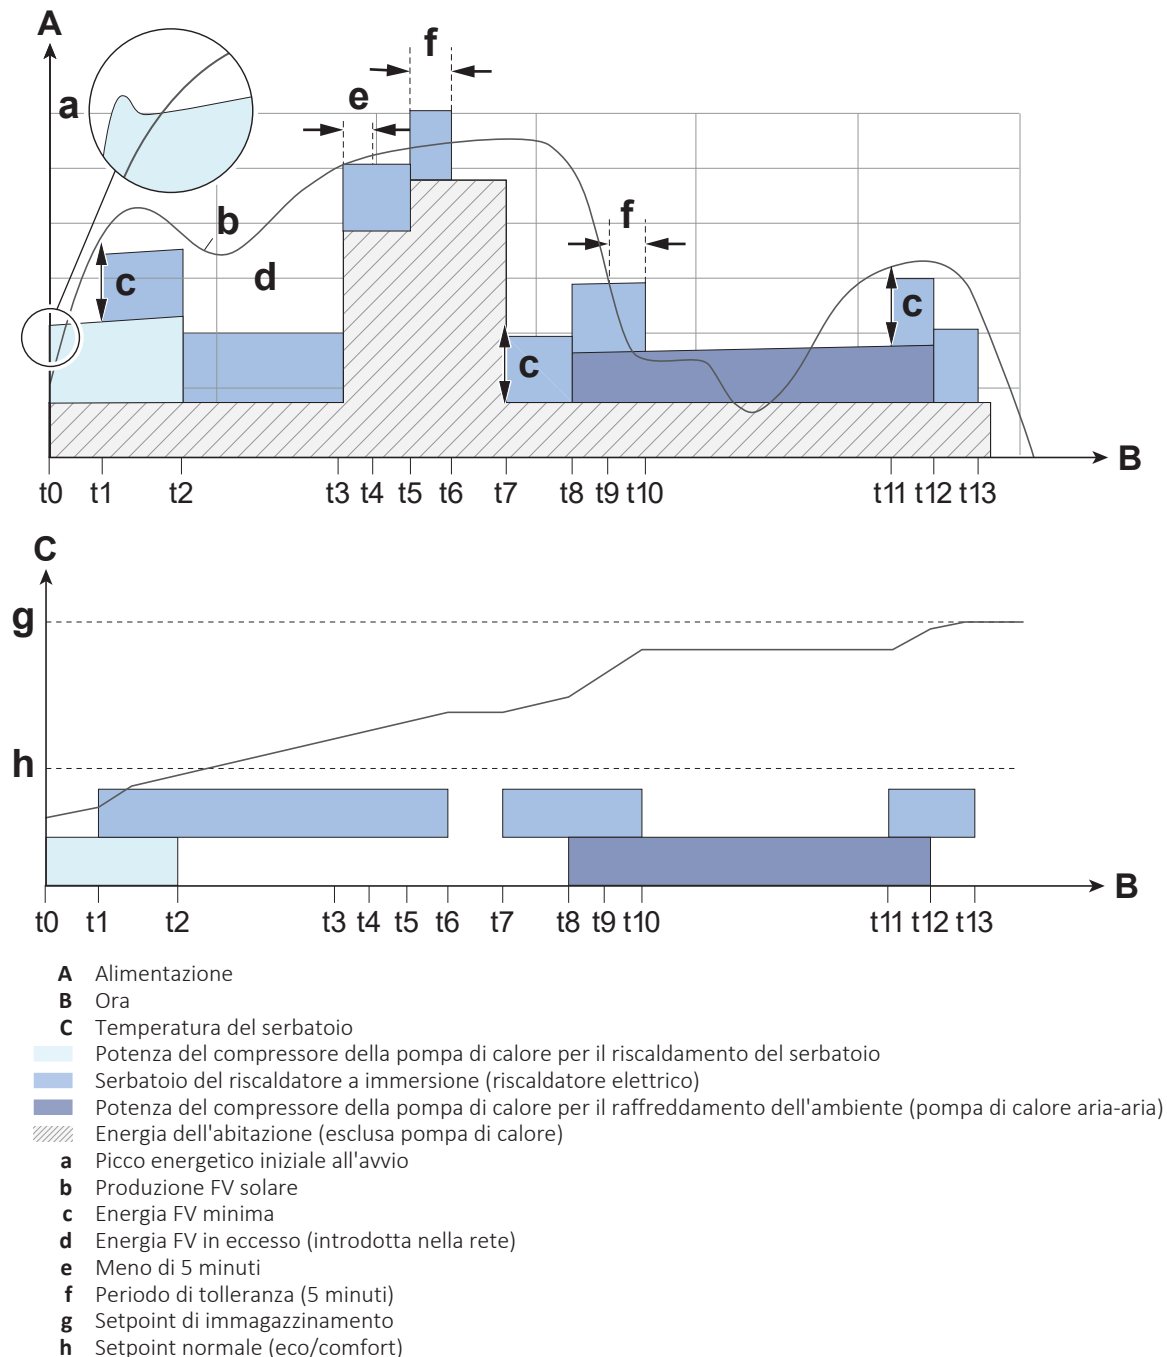 A
f
a
e
b
d
c
f
c
c
B
t0 t1 t2 t3 t4 t5 t6 t7 t8 t9 t10 t11 t12 t13
C
g
h
B
t0 t1 t2 t3 t4 t5 t6 t7 t8 t9 t10 t11 t12 t13
A Alimentazione
B Ora
C Temperatura del serbatoio
Potenza del compressore della pompa di calore per il riscaldamento del serbatoio
Serbatoio del riscaldatore a immersione (riscaldatore elettrico)
Potenza del compressore della pompa di calore per il raffreddamento dell'ambiente (pompa di calore aria-aria)
Energia dell'abitazione (esclusa pompa di calore)
a Picco energetico iniziale all'avvio
b Produzione FV solare
c Energia FV minima
d Energia FV in eccesso (introdotta nella rete)
e Meno di 5 minuti
f Periodo di tolleranza (5 minuti)
g Setpoint di immagazzinamento
h Setpoint normale (eco/comfort)